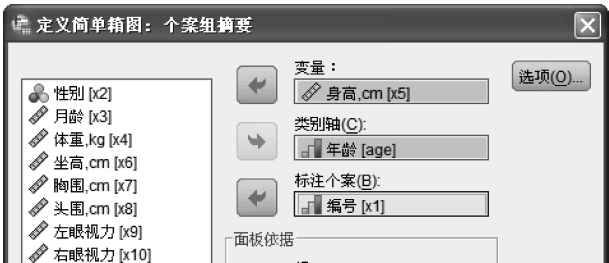 定义简单箱图：个案组摘要
性别 [x2]
月龄 [x3]
体重,kg [x4]
坐高,cm [x6]
胸围,cm [x7]
头围,cm [x8]
左眼视力 [x9]
右眼视力 [x10]
变量：
身高,cm [x5]
类别轴(C):
年龄 [age]
标注个案(B):
编号 [x1]
面板依据
选项(O)...